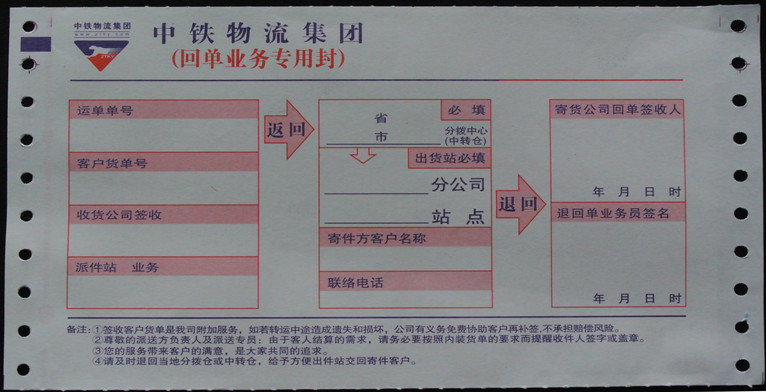 中铁物流集团
中铁物流集团
(回单业务专用封)
运单单号
客户货单号
收货公司签收
派件站 业务
返回
必填
省
市
分拨中心
(中转仓)
出货站必填
分公司
站点
寄件方客户名称
联络电话
退回
寄货公司回单签收人
年 月 日 时
退回单业务员签名
年 月 日 时
备注:①签收客户货单是我司附加服务，如若转运中途造成遗失和损坏，公司有义务免费协助客户再补签,不承担赔偿风险。
②尊敬的派送方负责人及派送专员：由于客人结算的需求，请务必要按照内装货单的要求而提醒收件人签字或盖章。
③您的服务带来客户的满意，是大家共同的追求。
④请及时退回当地分拨仓或中转仓，给予方便出件站交回寄件客户。